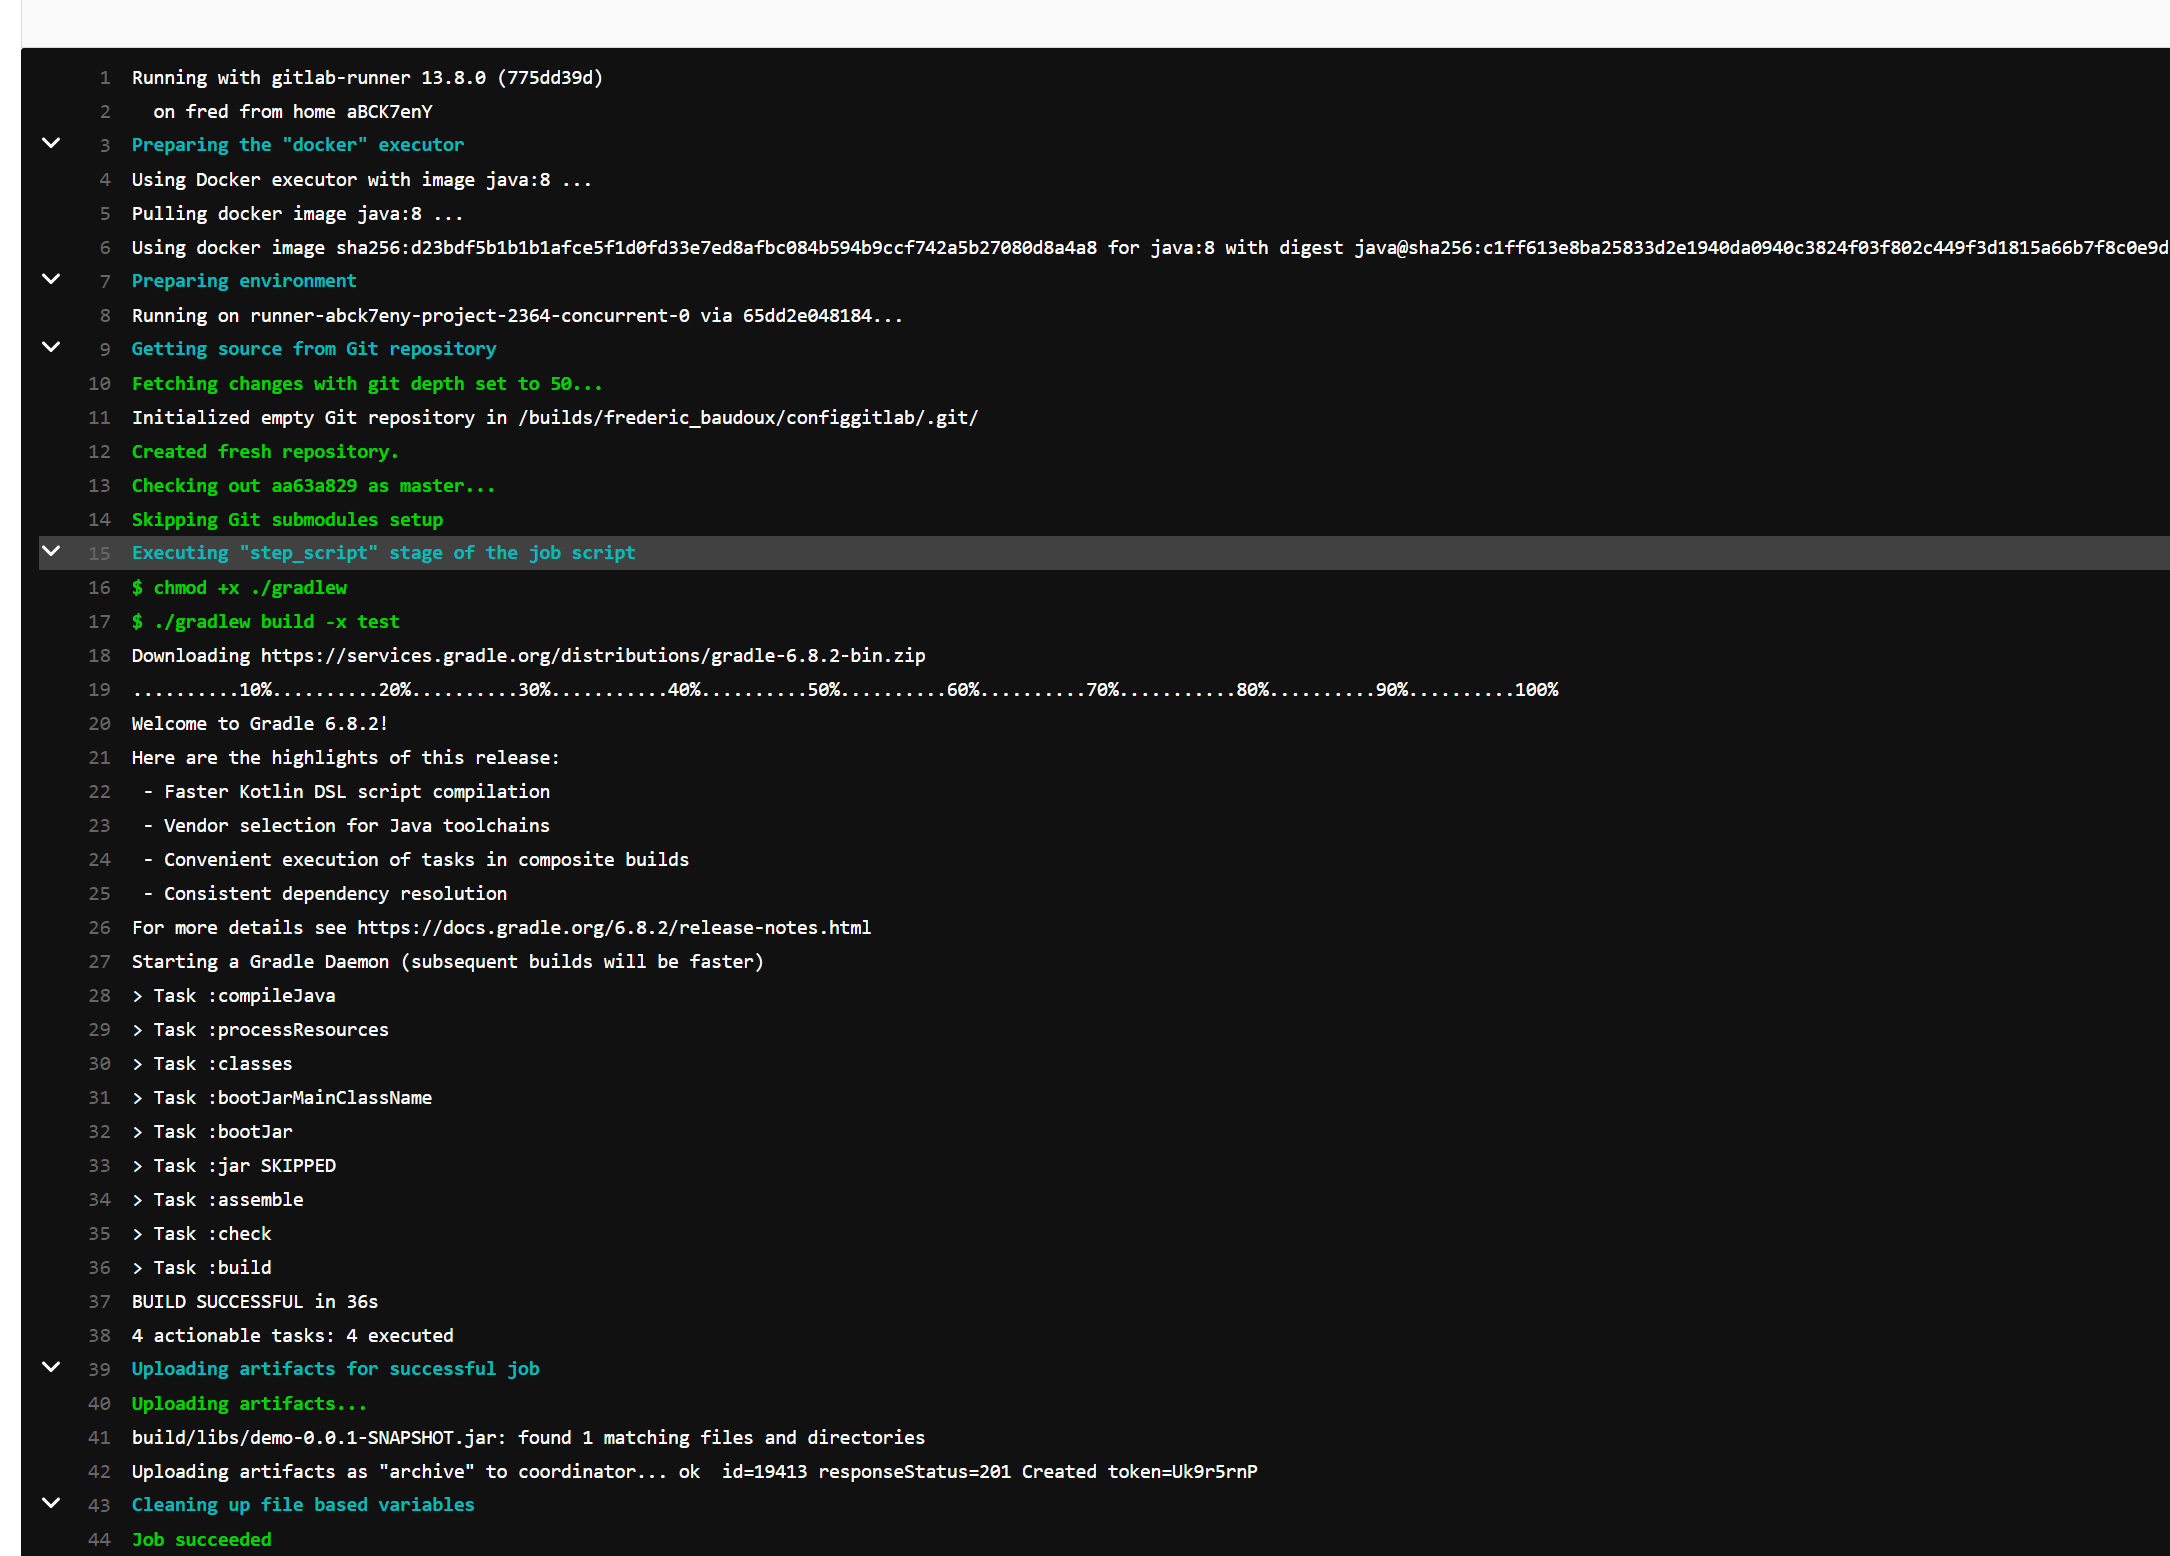 1 Running with gitlab-runner 13.8.0 (775dd39d)
2 on fred from home aBCK7enY
3 Preparing the "docker" executor
4 Using Docker executor with image java:8 ...
5 Pulling docker image java:8 ...
6 Using docker image sha256:d23bdf5b1b1b1afce5f1d0fd33e7ed8afbc084b594b9ccf742a5b27080d8a4a8 for java:8 with digest java@sha256:c1ff613e8ba25833d2e1940da0940c3824f03f802c449f3d1815a66b7f8c0e9d
7 Preparing environment
8 Running on runner-abck7eny-project-2364-concurrent-0 via 65dd2e048184...
9 Getting source from Git repository
10 Fetching changes with git depth set to 50...
11 Initialized empty Git repository in /builds/frederic_baudoux/configgitlab/.git/
12 Created fresh repository.
13 Checking out aa63a829 as master...
14 Skipping Git submodules setup
15 Executing "step_script" stage of the job script
16 $ chmod +x ./gradlew
17 $ ./gradlew build -x test
18 Downloading https://services.gradle.org/distributions/gradle-6.8.2-bin.zip
19 ..........10%..........20%..........30%...........40%..........50%..........60%..........70%...........80%..........90%..........100%
20 Welcome to Gradle 6.8.2!
21 Here are the highlights of this release:
22 - Faster Kotlin DSL script compilation
23 - Vendor selection for Java toolchains
24 - Convenient execution of tasks in composite builds
25 - Consistent dependency resolution
26 For more details see https://docs.gradle.org/6.8.2/release-notes.html
27 Starting a Gradle Daemon (subsequent builds will be faster)
28 > Task :compileJava
29 > Task :processResources
30 > Task :classes
31 > Task :bootJarMainClassName
32 > Task :bootJar
33 > Task :jar SKIPPED
34 > Task :assemble
35 > Task :check
36 > Task :build
37 BUILD SUCCESSFUL in 36s
38 4 actionable tasks: 4 executed
39 Uploading artifacts for successful job
40 Uploading artifacts...
41 build/libs/demo-0.0.1-SNAPSHOT.jar: found 1 matching files and directories
42 Uploading artifacts as "archive" to coordinator... ok  id=19413 responseStatus=201 Created token=Uk9r5rnP
43 Cleaning up file based variables
44 Job succeeded